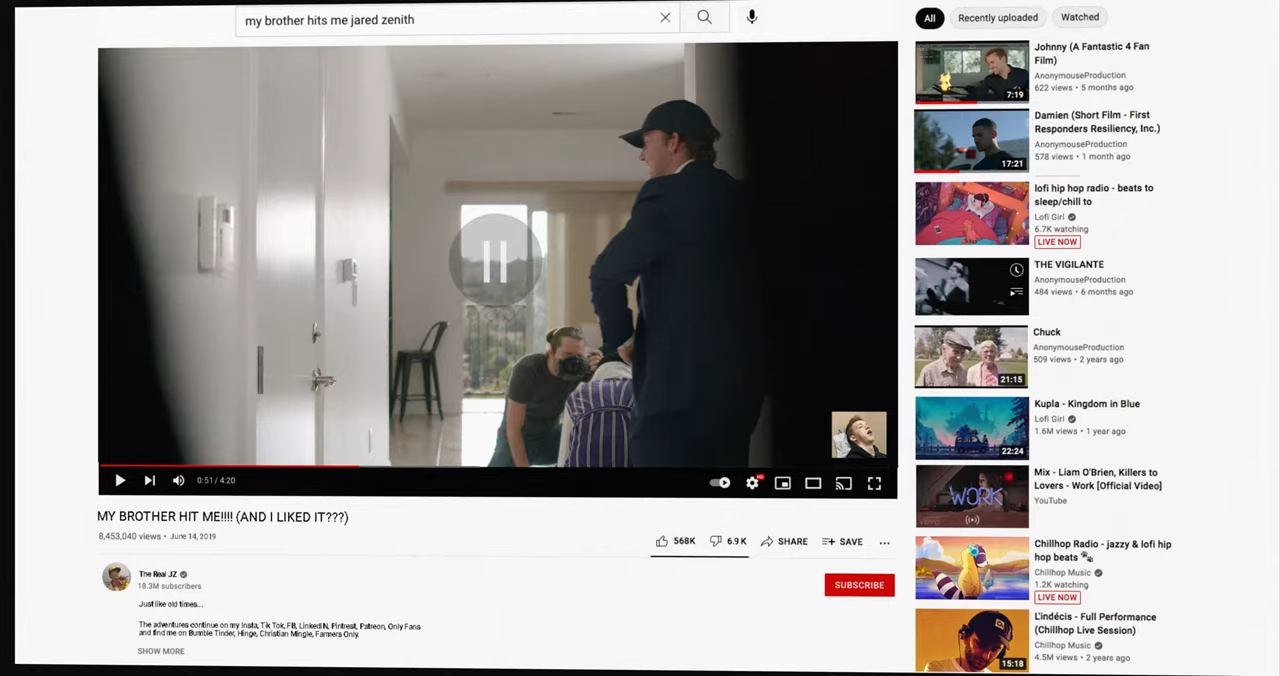 my brother hits me jared zenith
All
Recently uploaded
Watched
0:51 / 4:20
MY BROTHER HIT ME!!!! (AND I LIKED IT???)
8,453,040 views • June 14, 2019
568K
6.9 K
SHARE
SAVE
The Real JZ
18.3M subscribers
SUBSCRIBE
Just like old times...
The adventures continue on my Insta, Tik Tok, FB, Linked N, Pintrest, Patreon, Only Fans
and find me on Bumble Tinder, Hinge, Christian Mingle, Farmers Only.
SHOW MORE
7:19
Johnny (A Fantastic 4 Fan
Film)
AnonymouseProduction
622 views • 5 months ago
17:21
Damien (Short Film - First
Responders Resiliency, Inc.)
AnonymouseProduction
578 views • 1 month ago
lofi hip hop radio - beats to
sleep/chill to
Lofi Girl
6.7K watching
LIVE NOW
THE VIGILANTE
AnonymouseProduction
484 views • 6 months ago
21:15
Chuck
AnonymouseProduction
509 views • 2 years ago
22:24
Kupla - Kingdom in Blue
Lofi Girl
1.6M views • 1 year ago
WORK
vevo
Mix - Liam O'Brien, Killers to
Lovers - Work [Official Video]
YouTube
Chillhop Radio - jazzy & lofi hip
hop beats 🐾
Chillhop Music
1.2K watching
LIVE NOW
15:18
L'indécis - Full Performance
(Chillhop Live Session)
Chillhop Music
4.5M views • 2 years ago